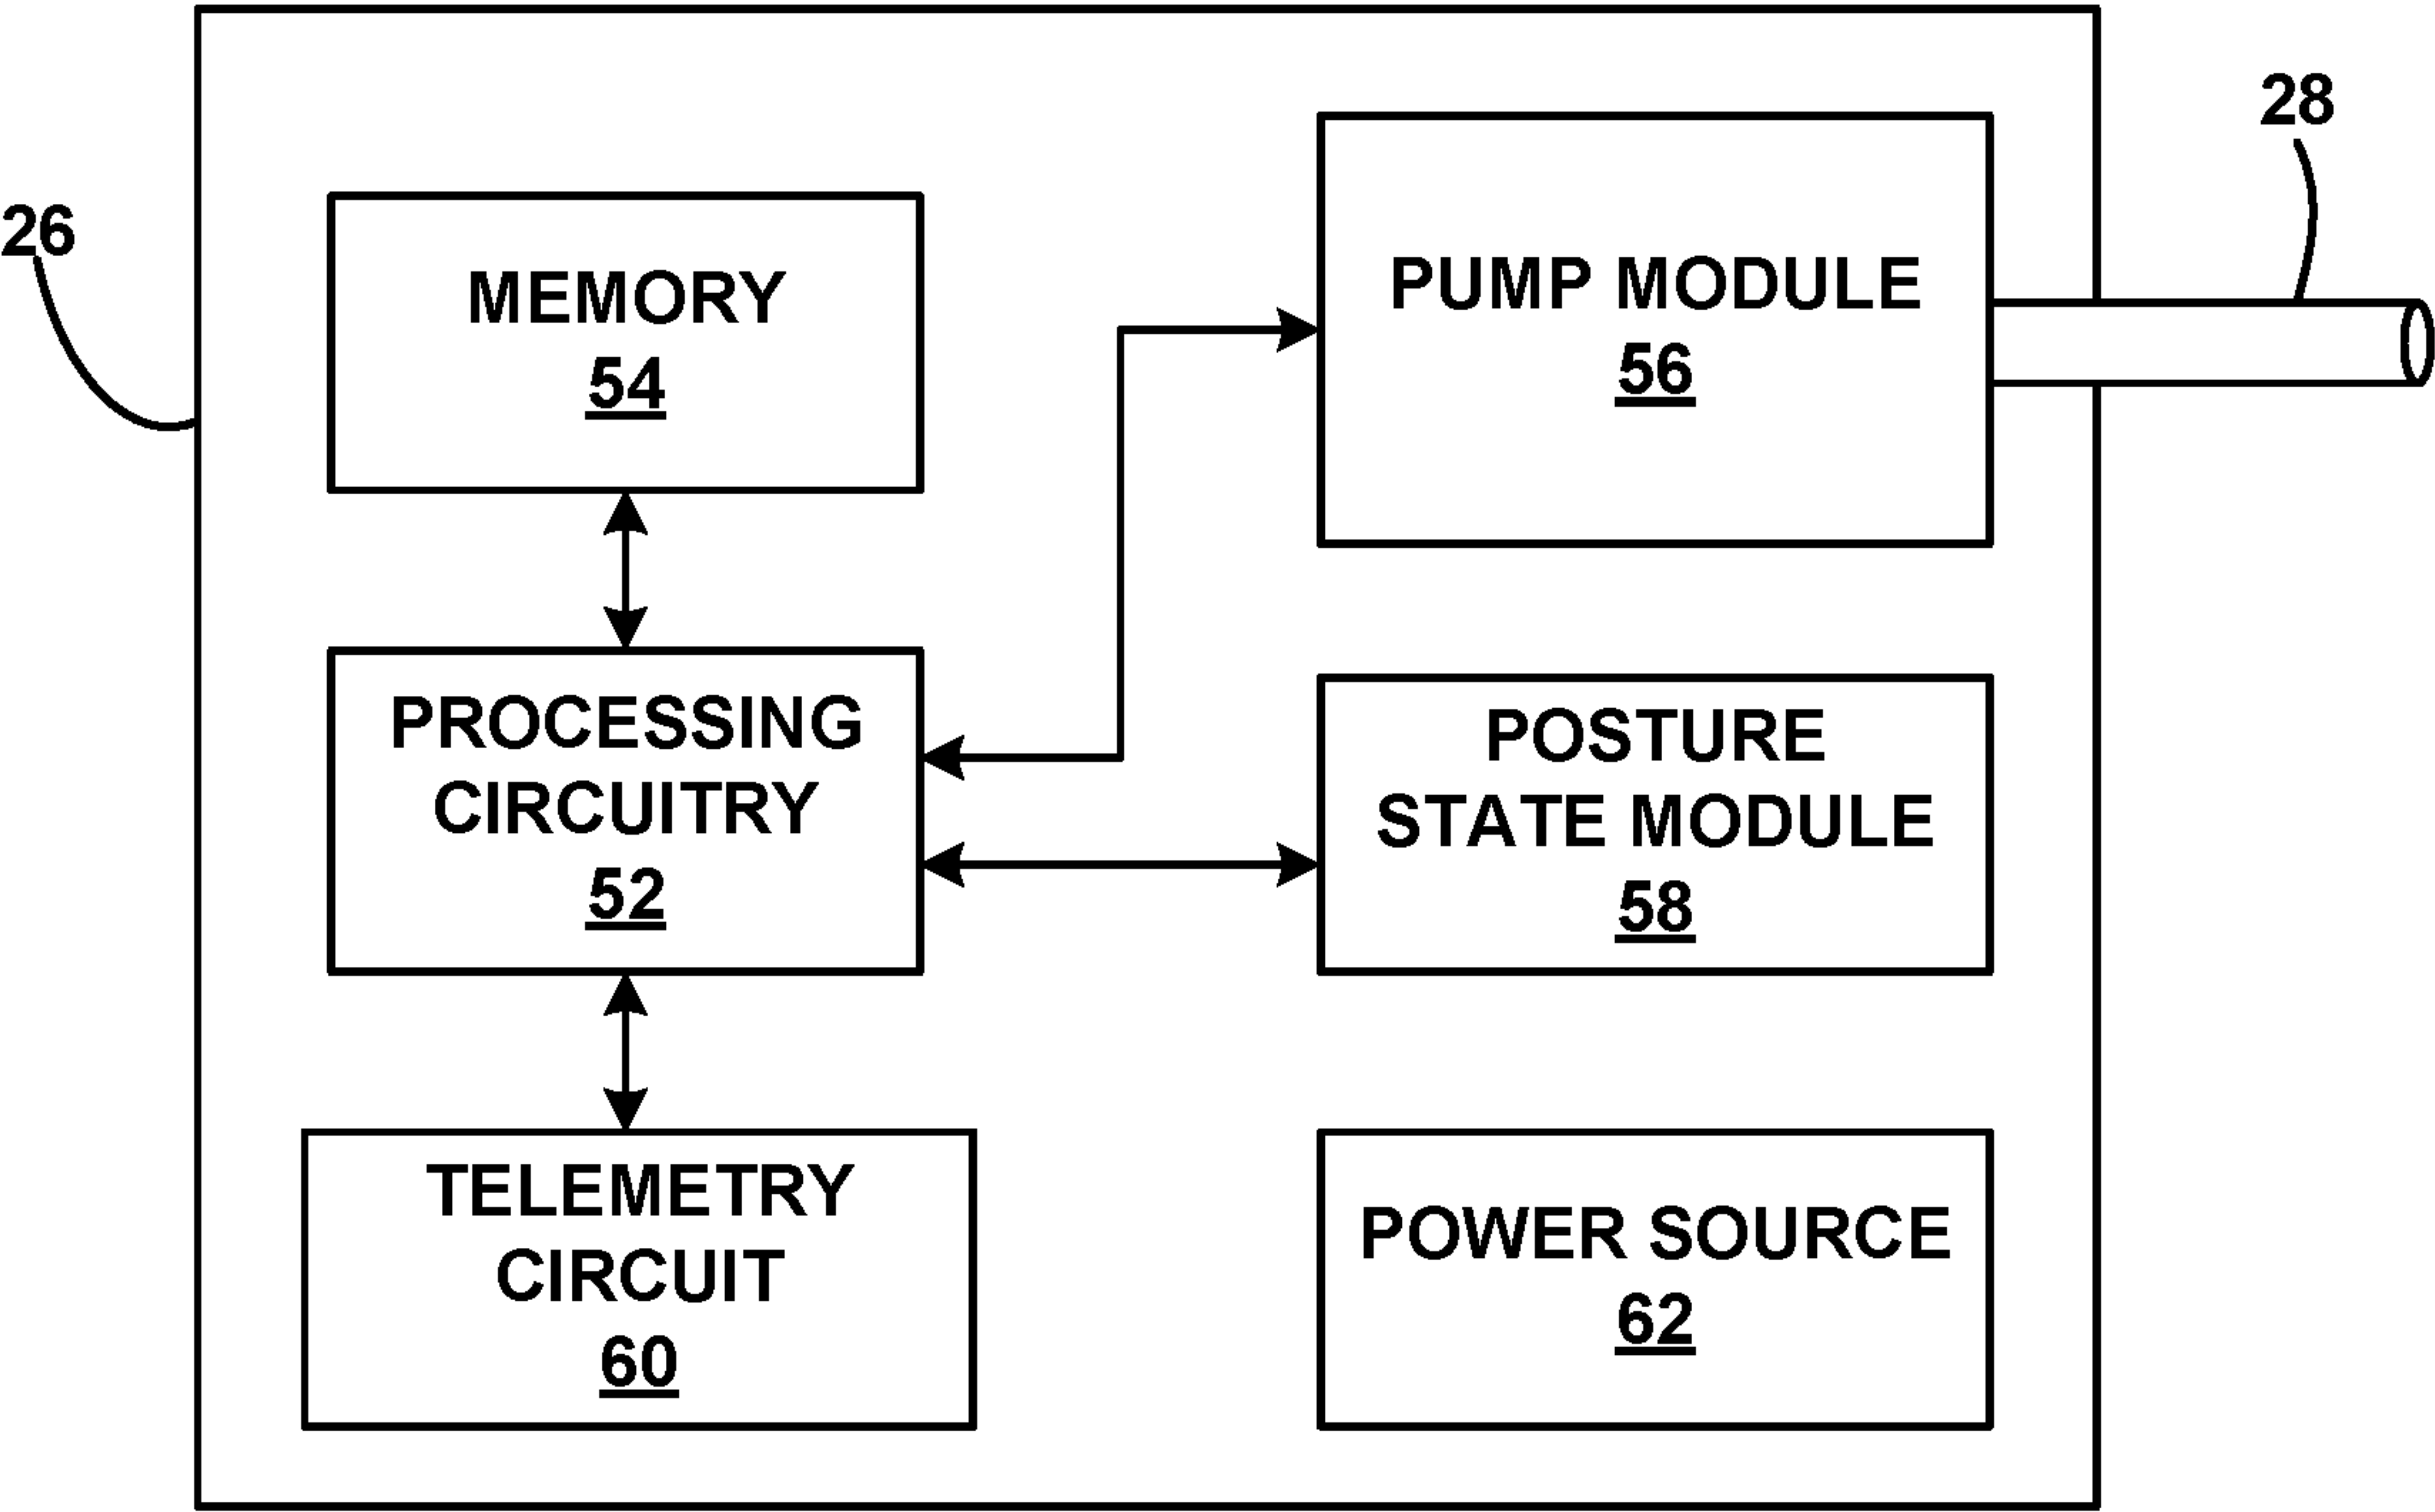 26
28
MEMORY
54
PUMP MODULE
56
PROCESSING
CIRCUITRY
52
POSTURE
STATE MODULE
58
TELEMETRY
CIRCUIT
60
POWER SOURCE
62